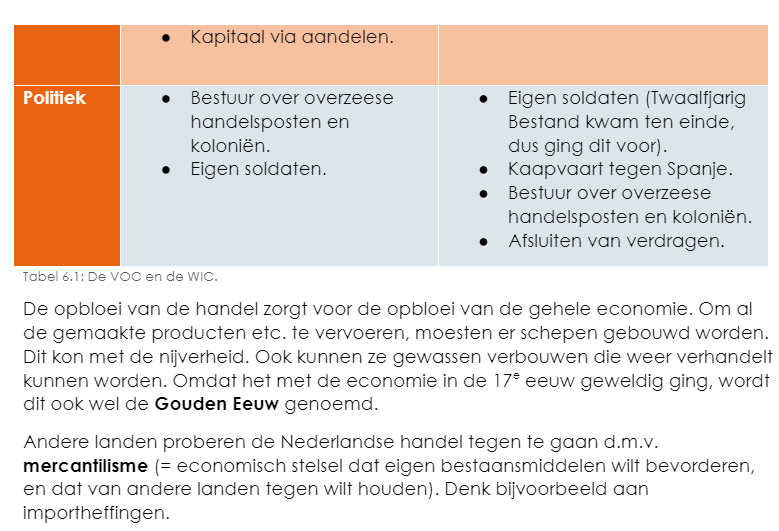 ● Kapitaal via aandelen.
Politiek
● Bestuur over overzeese
handelsposten en
koloniën.
● Eigen soldaten.
● Eigen soldaten (Twaalfjarig
Bestand kwam ten einde,
dus ging dit voor).
● Kaapvaart tegen Spanje.
● Bestuur over overzeese
handelsposten en koloniën.
● Afsluiten van verdragen.
Tabel 6.1: De VOC en de WIC.
De opbloei van de handel zorgt voor de opbloei van de gehele economie. Om al
de gemaakte producten etc. te vervoeren, moesten er schepen gebouwd worden.
Dit kon met de nijverheid. Ook kunnen ze gewassen verbouwen die weer verhandelt
kunnen worden. Omdat het met de economie in de 17e eeuw geweldig ging, wordt
dit ook wel de Gouden Eeuw genoemd.
Andere landen proberen de Nederlandse handel tegen te gaan d.m.v.
mercantilisme (= economisch stelsel dat eigen bestaansmiddelen wilt bevorderen,
en dat van andere landen tegen wilt houden). Denk bijvoorbeeld aan
importheffingen.